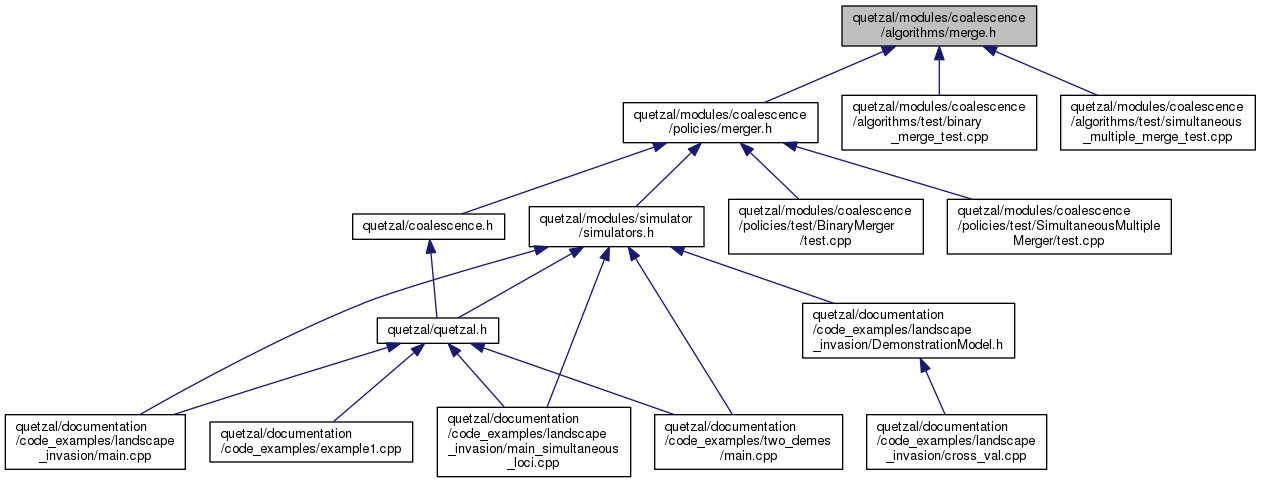 quetzal/modules/coalescence
/algorithms/merge.h
quetzal/modules/coalescence
/policies/merger.h
quetzal/modules/coalescence
/algorithms/test/binary
_merge_test.cpp
quetzal/modules/coalescence
/algorithms/test/simultaneous
_multiple_merge_test.cpp
quetzal/coalescence.h
quetzal/modules/simulator
/simulators.h
quetzal/modules/coalescence
/policies/test/BinaryMerger
/test.cpp
quetzal/modules/coalescence
/policies/test/SimultaneousMultiple
Merger/test.cpp
quetzal/quetzal.h
quetzal/documentation
/code_examples/landscape
_invasion/DemonstrationModel.h
quetzal/documentation
/code_examples/landscape
_invasion/main.cpp
quetzal/documentation
/code_examples/example1.cpp
quetzal/documentation
/code_examples/landscape
_invasion/main_simultaneous
_loci.cpp
quetzal/documentation
/code_examples/two_demes
/main.cpp
quetzal/documentation
/code_examples/landscape
_invasion/cross_val.cpp